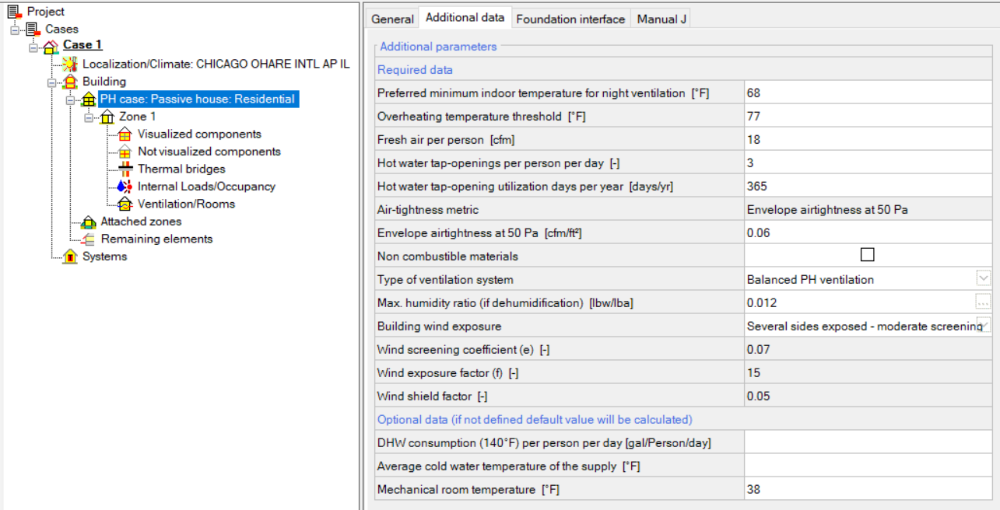 Project
Cases
Case 1
Localization/Climate: CHICAGO OHARE INTL AP IL
Building
PH case: Passive house: Residential
Zone 1
Visualized components
Not visualized components
Thermal bridges
Internal Loads/Occupancy
Ventilation/Rooms
Attached zones
Remaining elements
Systems
General Additional data Foundation interface Manual J
Additional parameters
Required data
Preferred minimum indoor temperature for night ventilation [°F] 68
Overheating temperature threshold [°F] 77
Fresh air per person [cfm] 18
Hot water tap-openings per person per day [-] 3
Hot water tap-opening utilization days per year [days/yr] 365
Air-tightness metric Envelope airtightness at 50 Pa
Envelope airtightness at 50 Pa [cfm/ft²] 0.06
Non combustible materials
Type of ventilation system Balanced PH ventilation
Max. humidity ratio (if dehumidification) [lbw/lba] 0.012 ...
Building wind exposure Several sides exposed - moderate screening
Wind screening coefficient (e) [-] 0.07
Wind exposure factor (f) [-] 15
Wind shield factor [-] 0.05
Optional data (if not defined default value will be calculated)
DHW consumption (140°F) per person per day [gal/Person/day]
Average cold water temperature of the supply [°F]
Mechanical room temperature [°F] 38